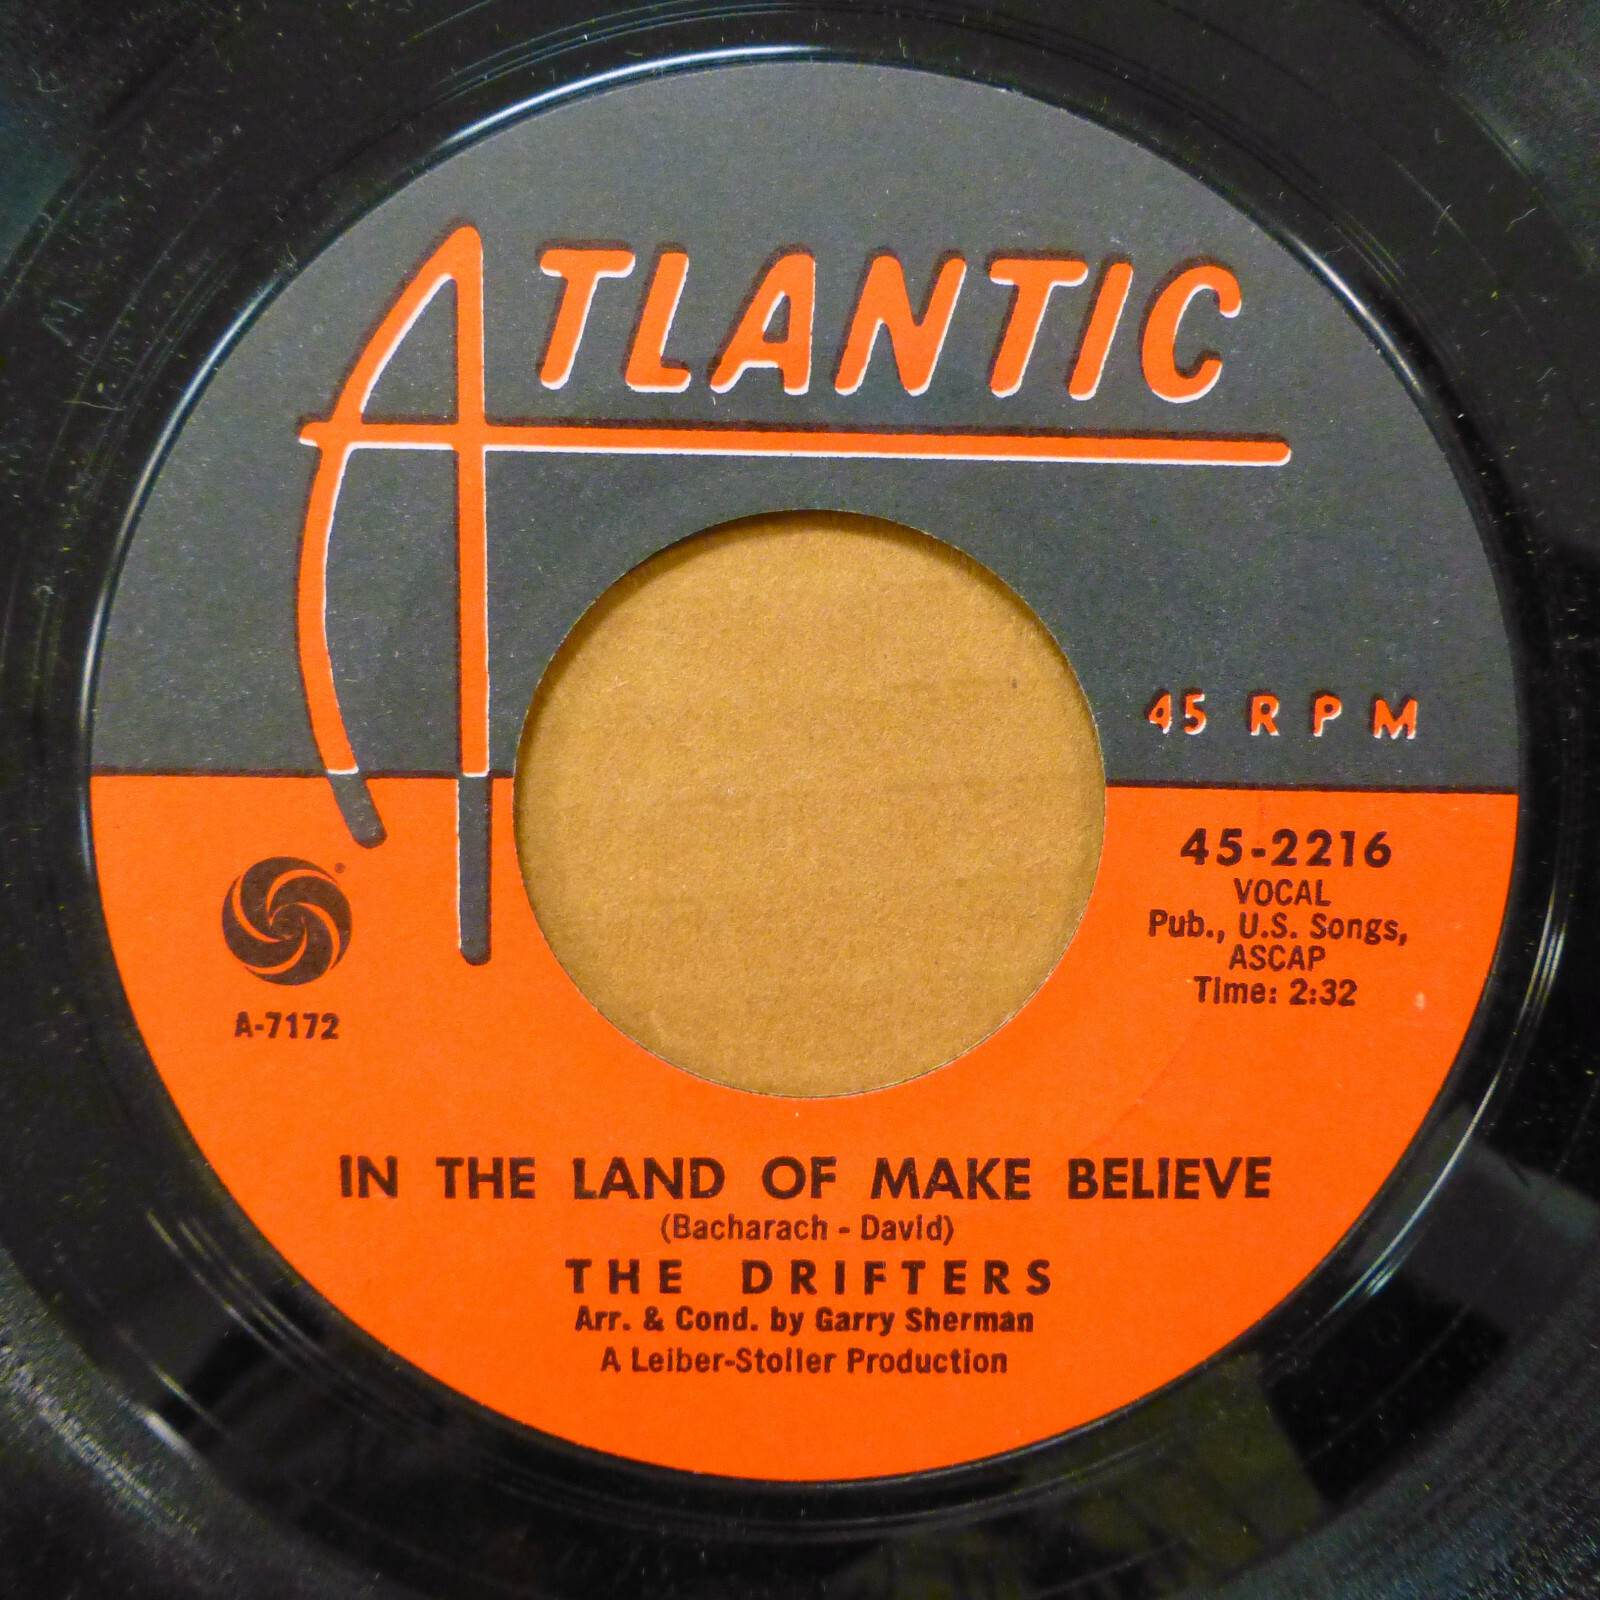 ATLANTIC
45 RPM
45-2216
VOCAL
Pub., U.S. Songs,
ASCAP
Time: 2:32
®
A-7172
IN THE LAND OF MAKE BELIEVE
(Bacharach - David)
THE DRIFTERS
Arr. & Cond. by Garry Sherman
A Leiber-Stoller Production